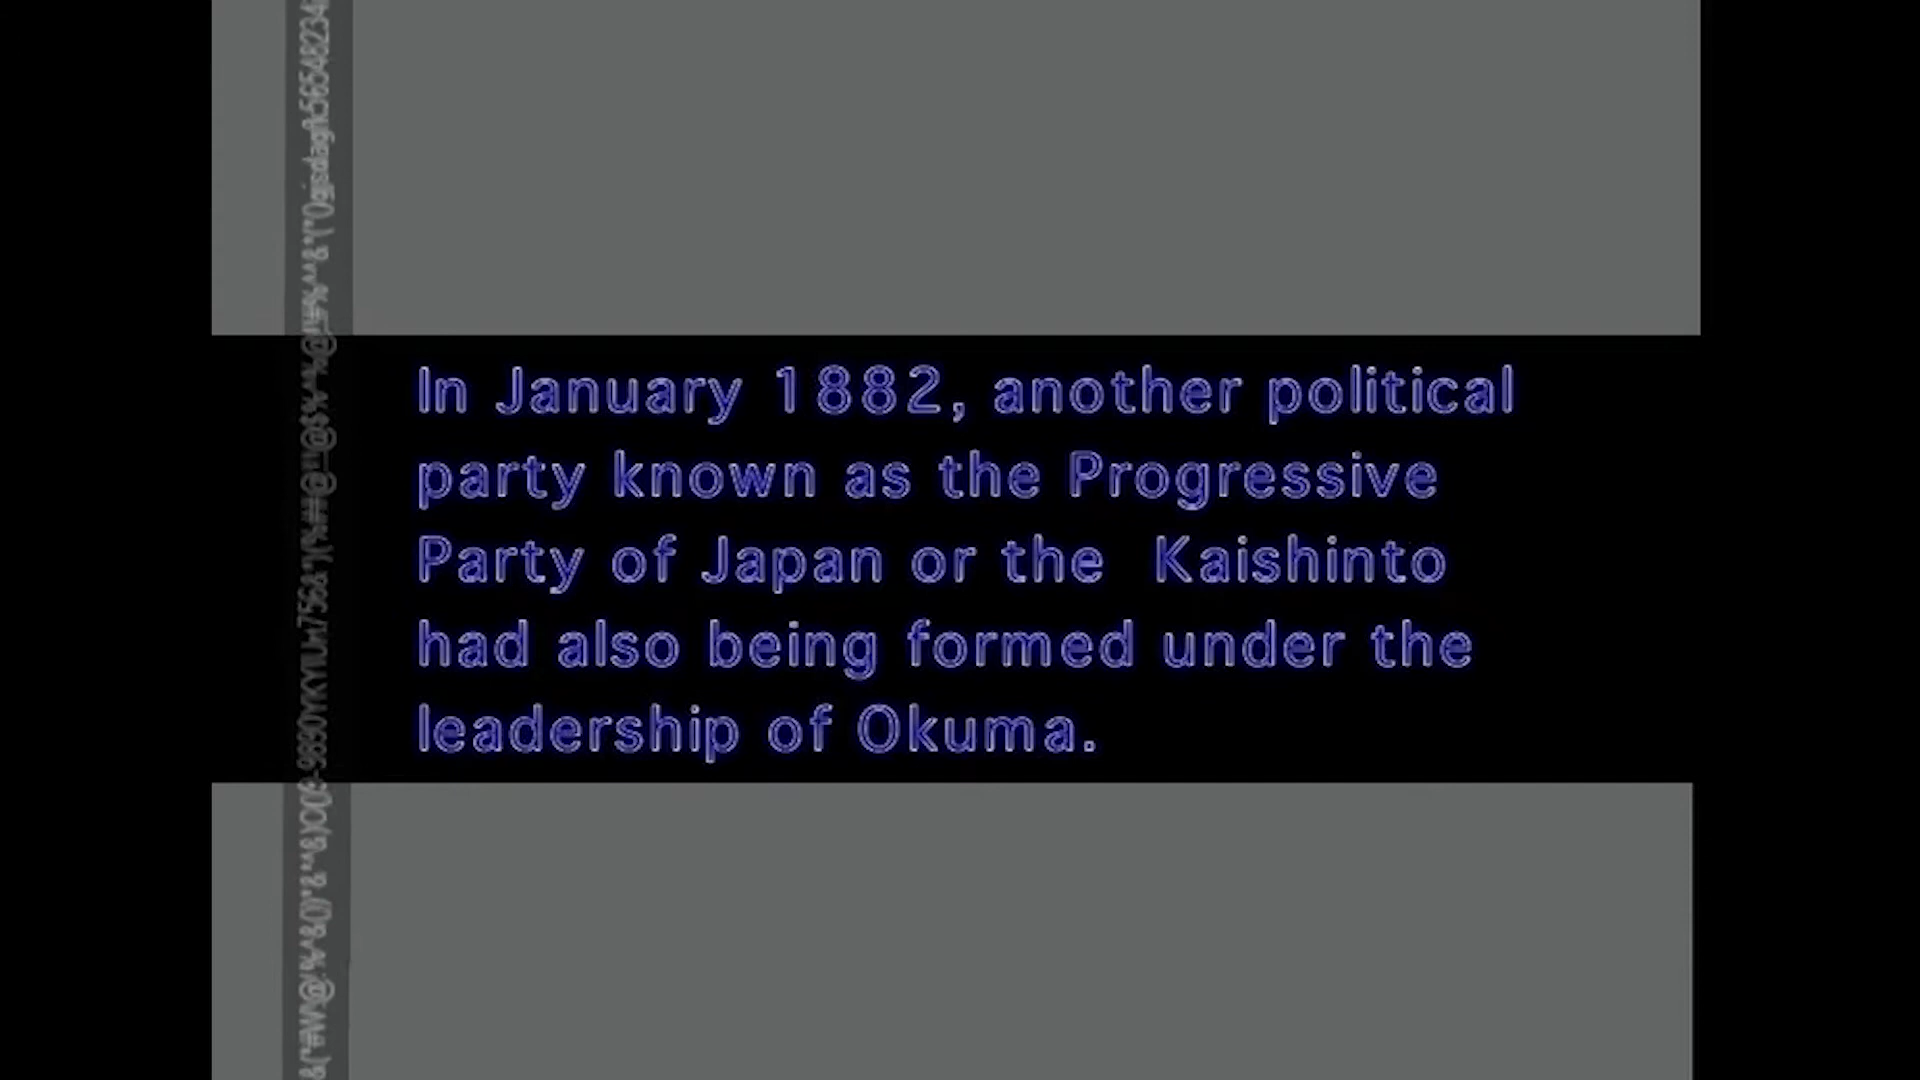 In January 1882, another political
party known as the Progressive
Party of Japan or the Kaishinto
had also being formed under the
leadership of Okuma.